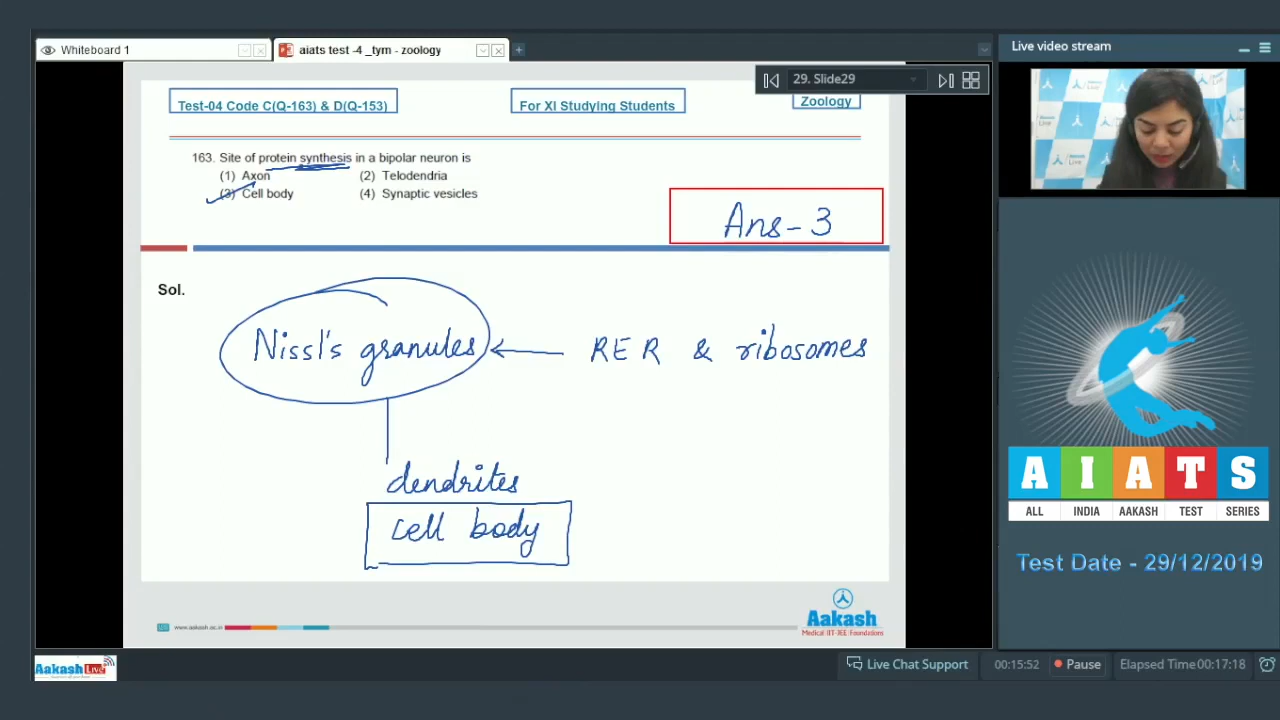 Whiteboard 1
aiats test -4 _tym - zoology
Live video stream
29. Slide29
Test-04 Code C(Q-163) & D(Q-153)
For XI Studying Students
Zoology
163. Site of protein synthesis in a bipolar neuron is
(1) Axon
(2) Telodendria
(3) Cell body
(4) Synaptic vesicles
Ans-3
Sol.
Nissl's granules ← RER & ribosomes
dendrites
cell body
A I A T S
ALL INDIA AAKASH TEST SERIES
Test Date - 29/12/2019
www.aakash.ac.in
Aakash
Medical|IIT-JEE|Foundations
Aakash Live
Live Chat Support
00:15:52
Pause
Elapsed Time 00:17:18